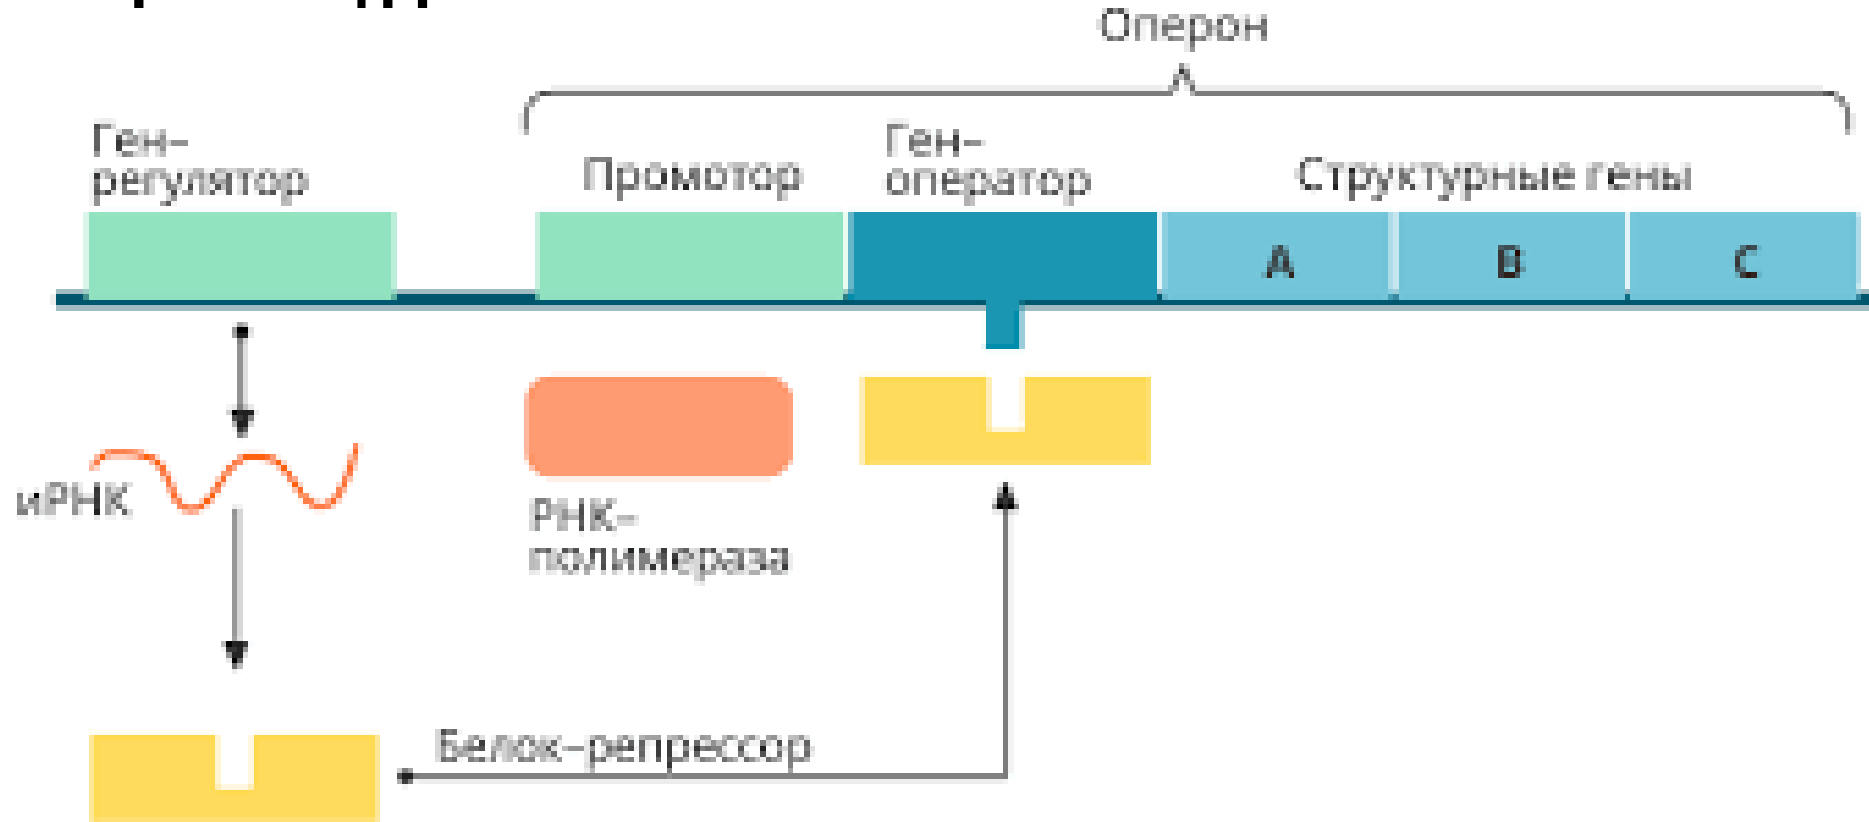 Оперон
Ген–
регулятор
Промотор
Ген–
оператор
Структурные гены
A
B
C
иРНК
РНК–
полимераза
Белок–репрессор